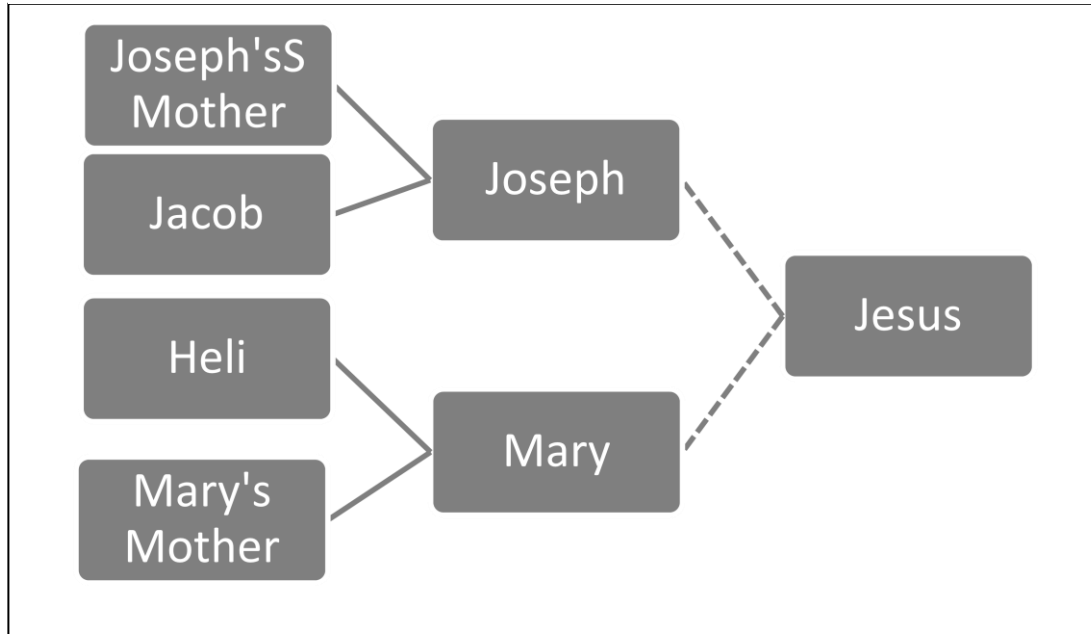 Joseph'sS
Mother
Jacob
Joseph
Heli
Jesus
Mary
Mary's
Mother